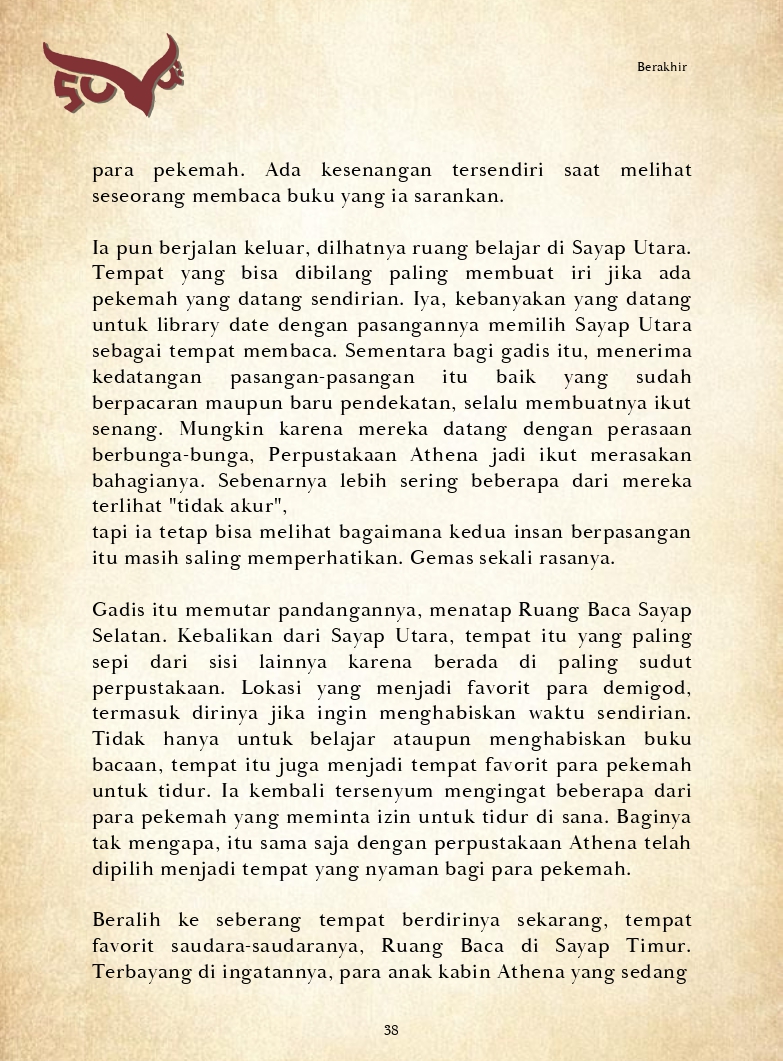 Berakhir
para pekemah. Ada kesenangan tersendiri saat melihat
seseorang membaca buku yang ia sarankan.
Ia pun berjalan keluar, dilhatnya ruang belajar di Sayap Utara.
Tempat yang bisa dibilang paling membuat iri jika ada
pekemah yang datang sendirian. Iya, kebanyakan yang datang
untuk library date dengan pasangannya memilih Sayap Utara
sebagai tempat membaca. Sementara bagi gadis itu, menerima
kedatangan pasangan-pasangan itu baik yang sudah
berpacaran maupun baru pendekatan, selalu membuatnya ikut
senang. Mungkin karena mereka datang dengan perasaan
berbunga-bunga, Perpustakaan Athena jadi ikut merasakan
bahagianya. Sebenarnya lebih sering beberapa dari mereka
terlihat "tidak akur",
tapi ia tetap bisa melihat bagaimana kedua insan berpasangan
itu masih saling memperhatikan. Gemas sekali rasanya.
Gadis itu memutar pandangannya, menatap Ruang Baca Sayap
Selatan. Kebalikan dari Sayap Utara, tempat itu yang paling
sepi dari sisi lainnya karena berada di paling sudut
perpustakaan. Lokasi yang menjadi favorit para demigod,
termasuk dirinya jika ingin menghabiskan waktu sendirian.
Tidak hanya untuk belajar ataupun menghabiskan buku
bacaan, tempat itu juga menjadi tempat favorit para pekemah
untuk tidur. Ia kembali tersenyum mengingat beberapa dari
para pekemah yang meminta izin untuk tidur di sana. Baginya
tak mengapa, itu sama saja dengan perpustakaan Athena telah
dipilih menjadi tempat yang nyaman bagi para pekemah.
Beralih ke seberang tempat berdirinya sekarang, tempat
favorit saudara-saudaranya, Ruang Baca di Sayap Timur.
Terbayang di ingatannya, para anak kabin Athena yang sedang
38